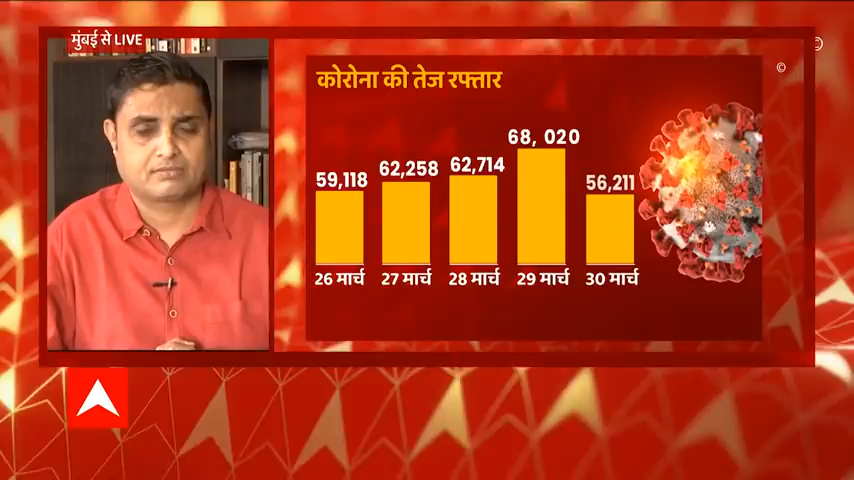 मुंबई से LIVE
©
©
कोरोना की तेज रफ्तार
59,118 62,258 62,714 68, 020 56,211
26 मार्च 27 मार्च 28 मार्च 29 मार्च 30 मार्च